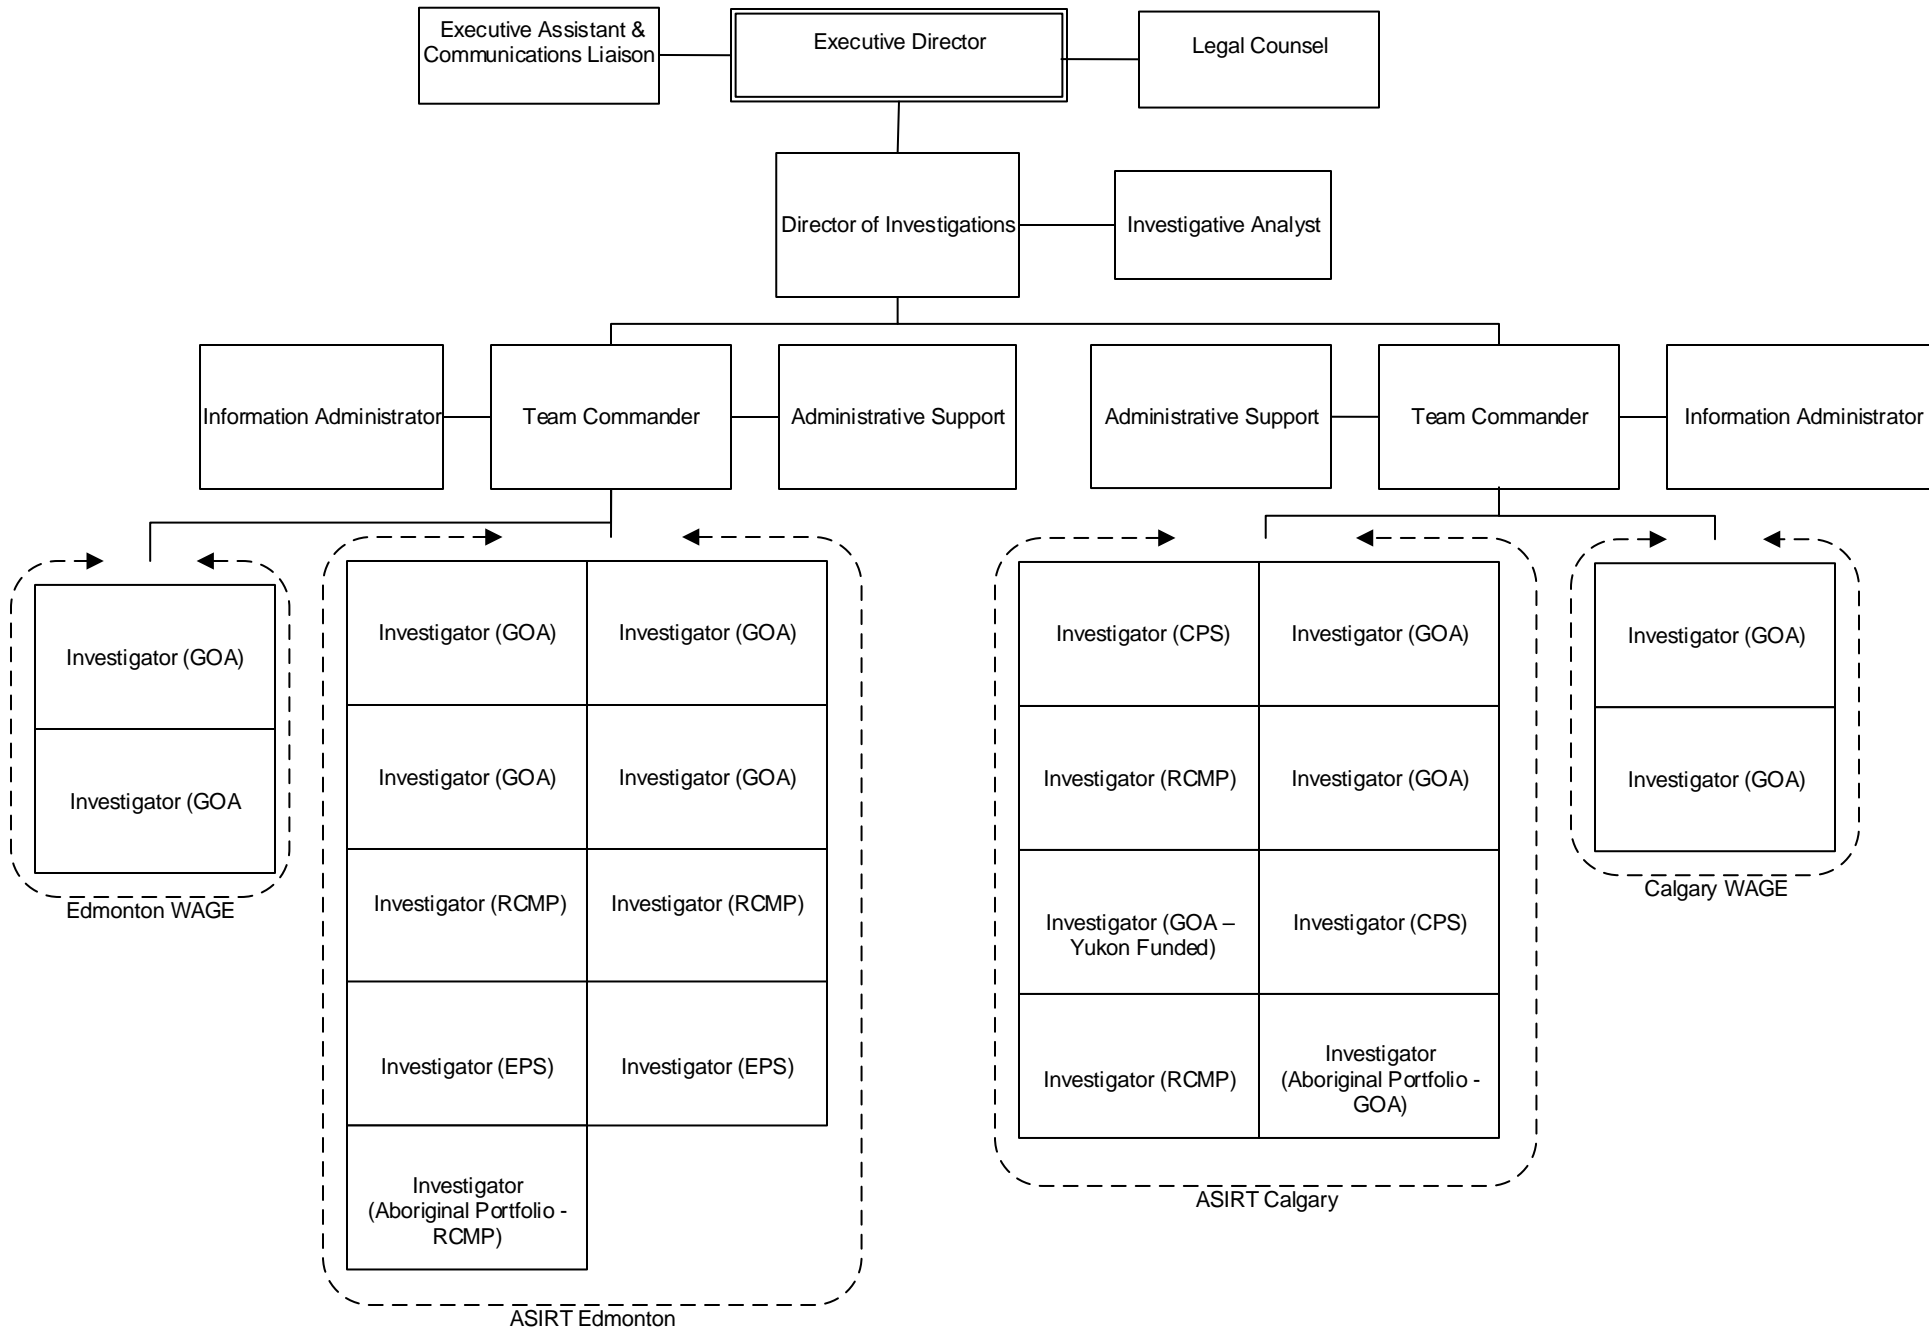 Executive Assistant &
Communications Liaison
Executive Director
Legal Counsel
Director of Investigations
Investigative Analyst
Information Administrator
Team Commander
Administrative Support
Administrative Support
Team Commander
Information Administrator
Investigator (GOA)
Investigator (GOA
Edmonton WAGE
Investigator (GOA)
Investigator (GOA)
Investigator (GOA)
Investigator (GOA)
Investigator (RCMP)
Investigator (RCMP)
Investigator (EPS)
Investigator (EPS)
Investigator
(Aboriginal Portfolio -
RCMP)
ASIRT Edmonton
Investigator (CPS)
Investigator (GOA)
Investigator (RCMP)
Investigator (GOA)
Investigator (GOA –
Yukon Funded)
Investigator (CPS)
Investigator (RCMP)
Investigator
(Aboriginal Portfolio -
GOA)
ASIRT Calgary
Investigator (GOA)
Investigator (GOA)
Calgary WAGE